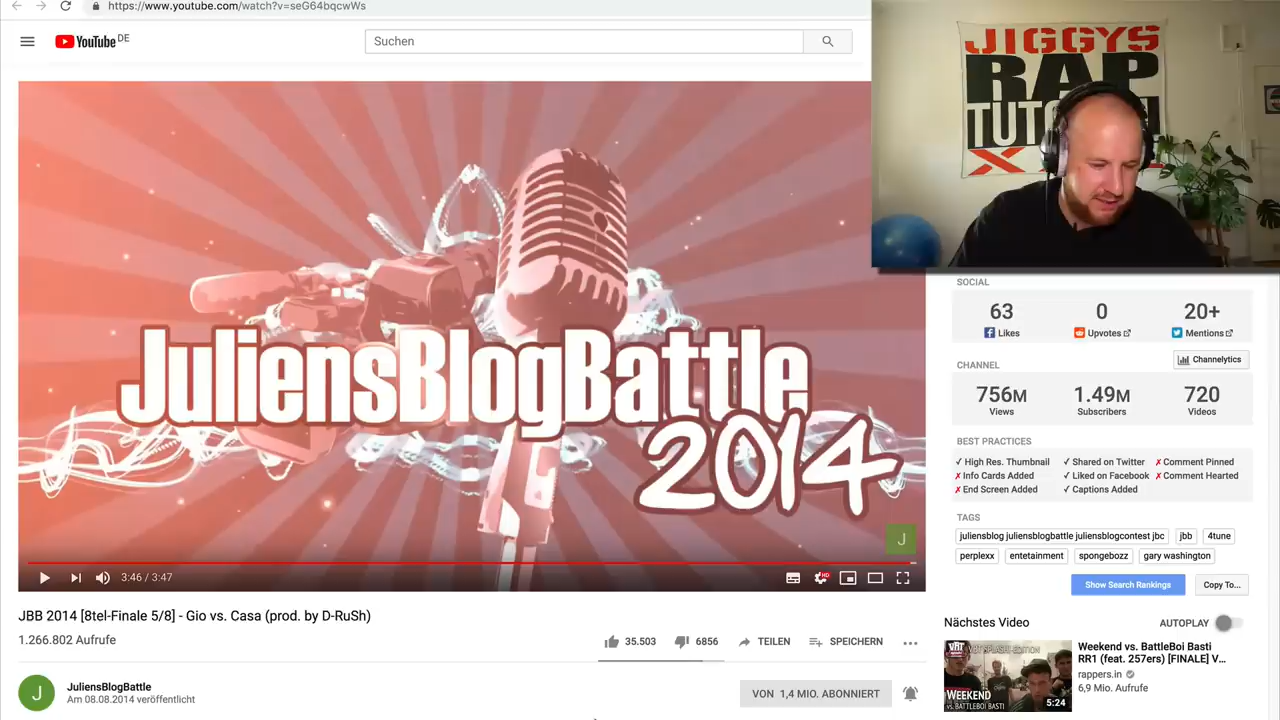 https://www.youtube.com/watch?v=seG64bqcwWs
YouTube DE
Suchen
JIGGYS
RAP
JuliensBlogBattle
2014
J
3:46 / 3:47
HD
JBB 2014 [8tel-Finale 5/8] - Gio vs. Casa (prod. by D-RuSh)
1.266.802 Aufrufe
35.503
6856
TEILEN
SPEICHERN
J
JuliensBlogBattle
Am 08.08.2014 veröffentlicht
VON 1,4 MIO. ABONNIERT
SOCIAL
63 0 20+
Likes Upvotes Mentions
CHANNEL
Channelytics
756M 1.49M 720
Views Subscribers Videos
BEST PRACTICES
✓ High Res. Thumbnail ✓ Shared on Twitter ✗ Comment Pinned
✗ Info Cards Added ✓ Liked on Facebook ✗ Comment Hearted
✗ End Screen Added ✓ Captions Added
TAGS
juliensblog juliensblogbattle juliensblogcontest jbc jbb 4tune
perplexx entetainment spongebozz gary washington
Show Search Rankings
Copy To...
Nächstes Video
AUTOPLAY
WEEKEND
VS. BATTLEBOI BASTI
5:24
Weekend vs. BattleBoi Basti
RR1 (feat. 257ers) [FINALE] V...
rappers.in
6,9 Mio. Aufrufe